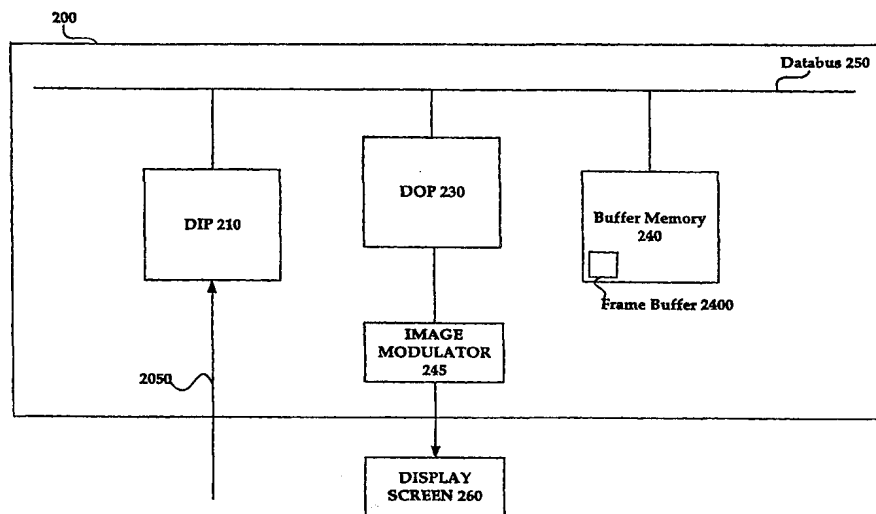 200
Databus 250
DIP 210
DOP 230
Buffer Memory
240
Frame Buffer 2400
IMAGE
MODULATOR
245
2050
DISPLAY
SCREEN 260